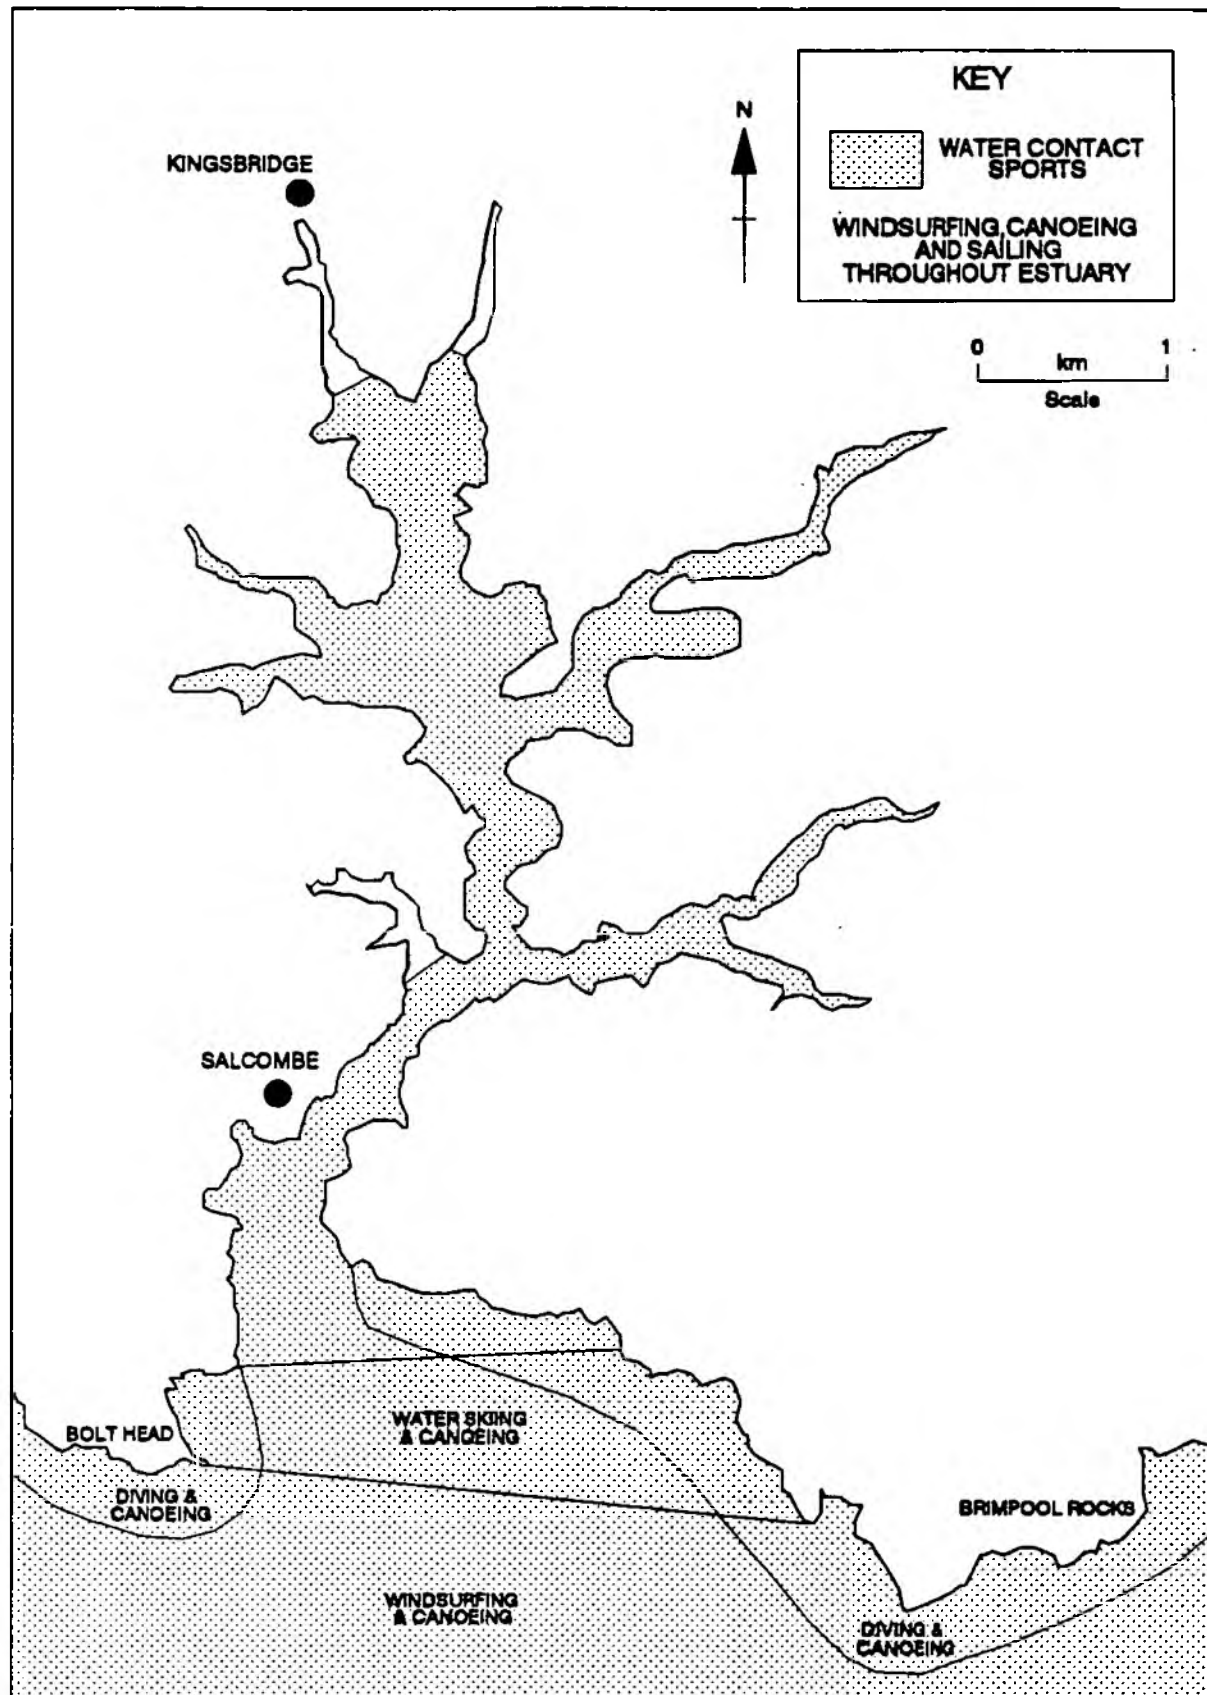 KEY
WATER CONTACT
SPORTS
WINDSURFING, CANOEING
AND SAILING
THROUGHOUT ESTUARY
N
KINGSBRIDGE
0
km
1
Scale
SALCOMBE
BOLT HEAD
WATER SKIING
& CANOEING
DIVING &
CANOEING
BRIMPOOL ROCKS
WINDSURFING
& CANOEING
DIVING &
CANOEING